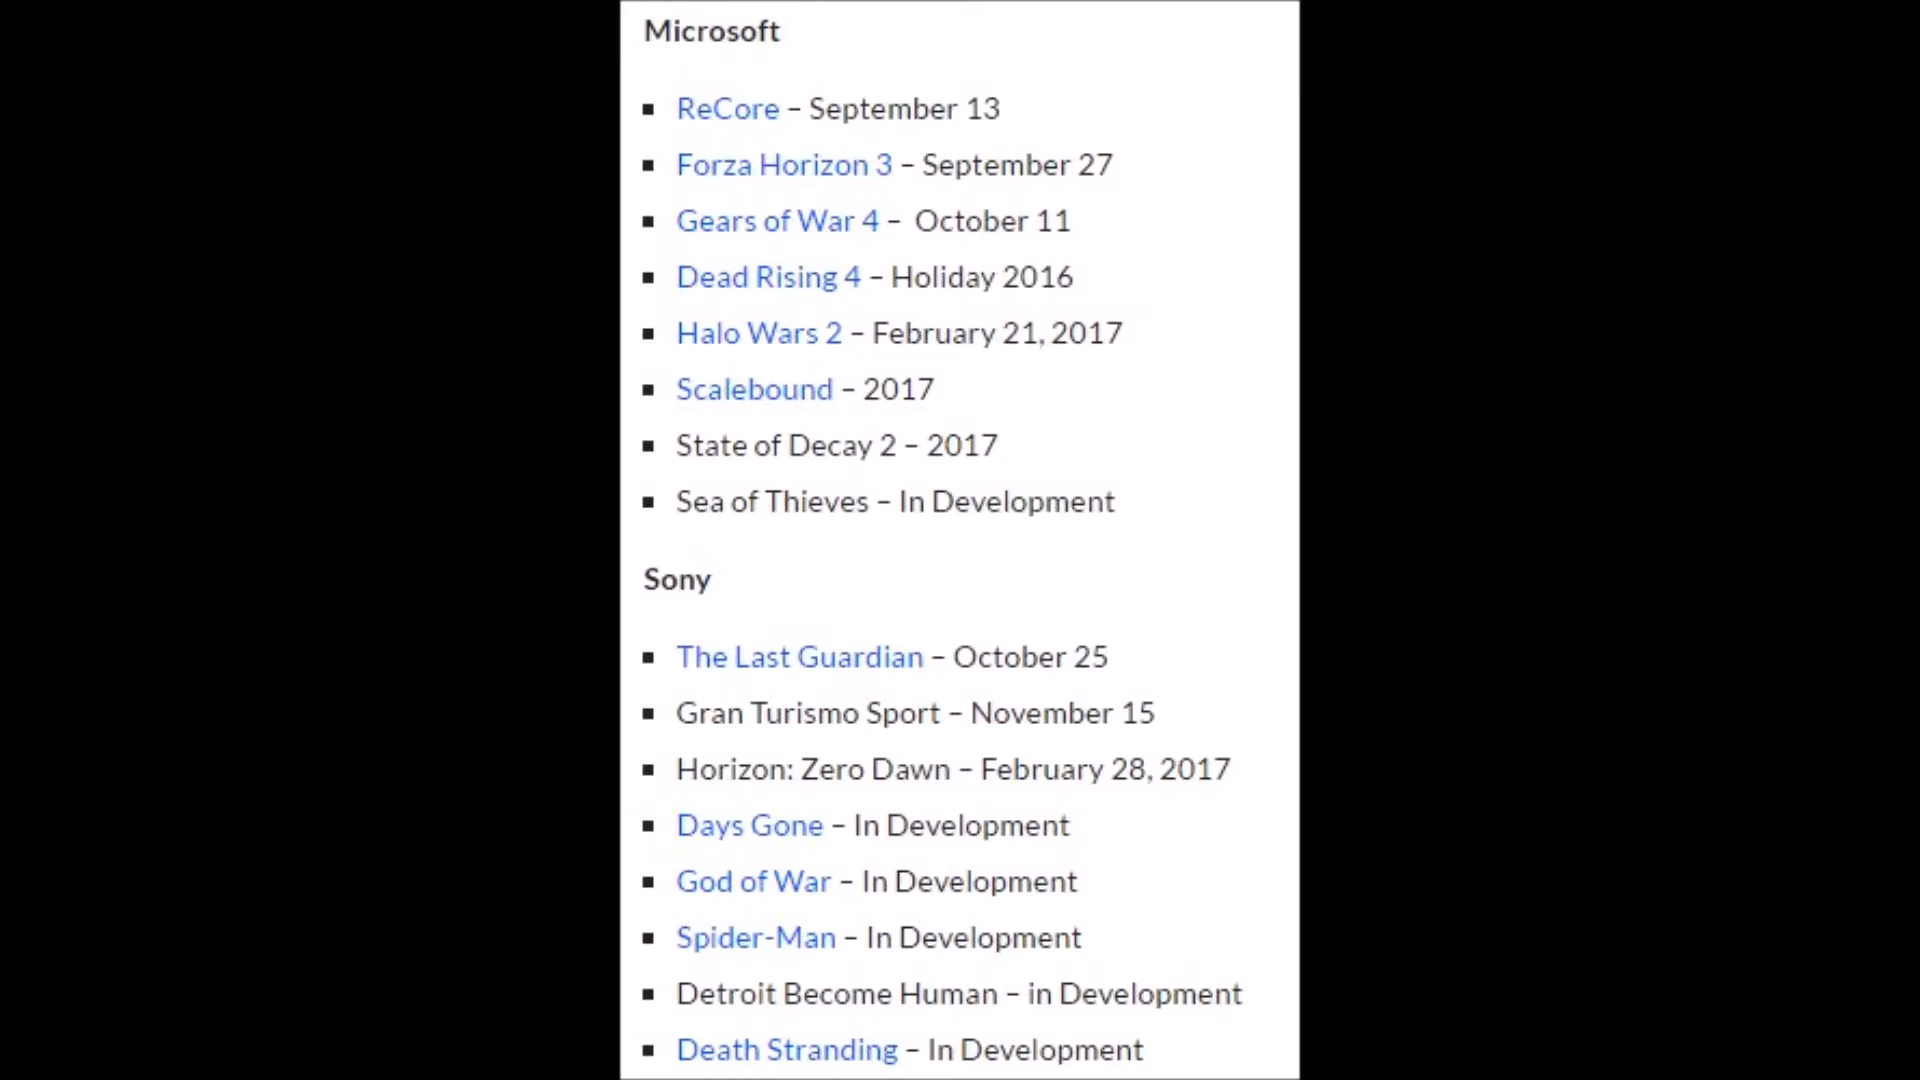 Microsoft
ReCore – September 13
Forza Horizon 3 – September 27
Gears of War 4 –  October 11
Dead Rising 4 – Holiday 2016
Halo Wars 2 – February 21, 2017
Scalebound – 2017
State of Decay 2 – 2017
Sea of Thieves – In Development
Sony
The Last Guardian – October 25
Gran Turismo Sport – November 15
Horizon: Zero Dawn – February 28, 2017
Days Gone – In Development
God of War – In Development
Spider-Man – In Development
Detroit Become Human – in Development
Death Stranding – In Development